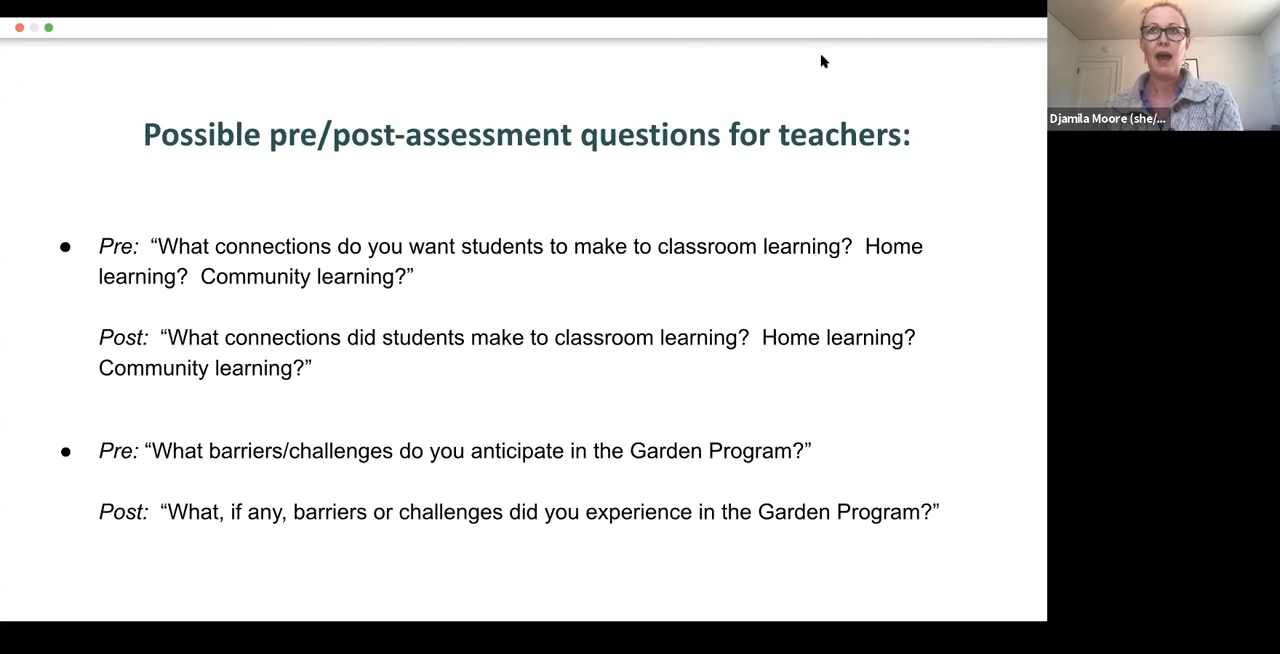 Possible pre/post-assessment questions for teachers:
● Pre:  “What connections do you want students to make to classroom learning?  Home
learning?  Community learning?”
Post:  “What connections did students make to classroom learning?  Home learning?
Community learning?”
● Pre: “What barriers/challenges do you anticipate in the Garden Program?”
Post:  “What, if any, barriers or challenges did you experience in the Garden Program?”
Djamila Moore (she/...